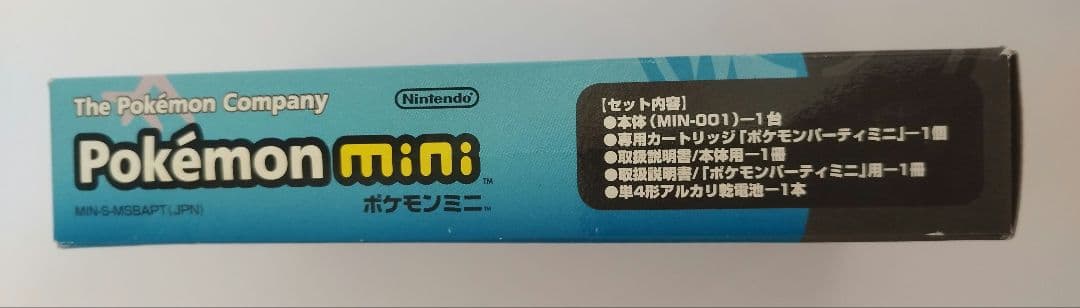 The Pokémon Company
Nintendo®
Pokémon mini™
ポケモンミニ™
MIN-S-MSBAPT(JPN)
【セット内容】
●本体(MIN-001)ー1台
●専用カートリッジ「ポケモンパーティミニ」ー1個
●取扱説明書/本体用ー1冊
●取扱説明書/「ポケモンパーティミニ」用ー1冊
●単4形アルカリ乾電池ー1本